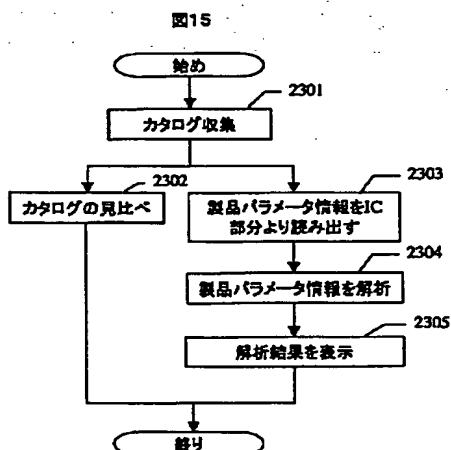 図15
始め
2301
カタログ収集
2302
カタログの見比べ
2303
製品パラメータ情報をIC
部分より読み出す
2304
製品パラメータ情報を解析
2305
解析結果を表示
終り